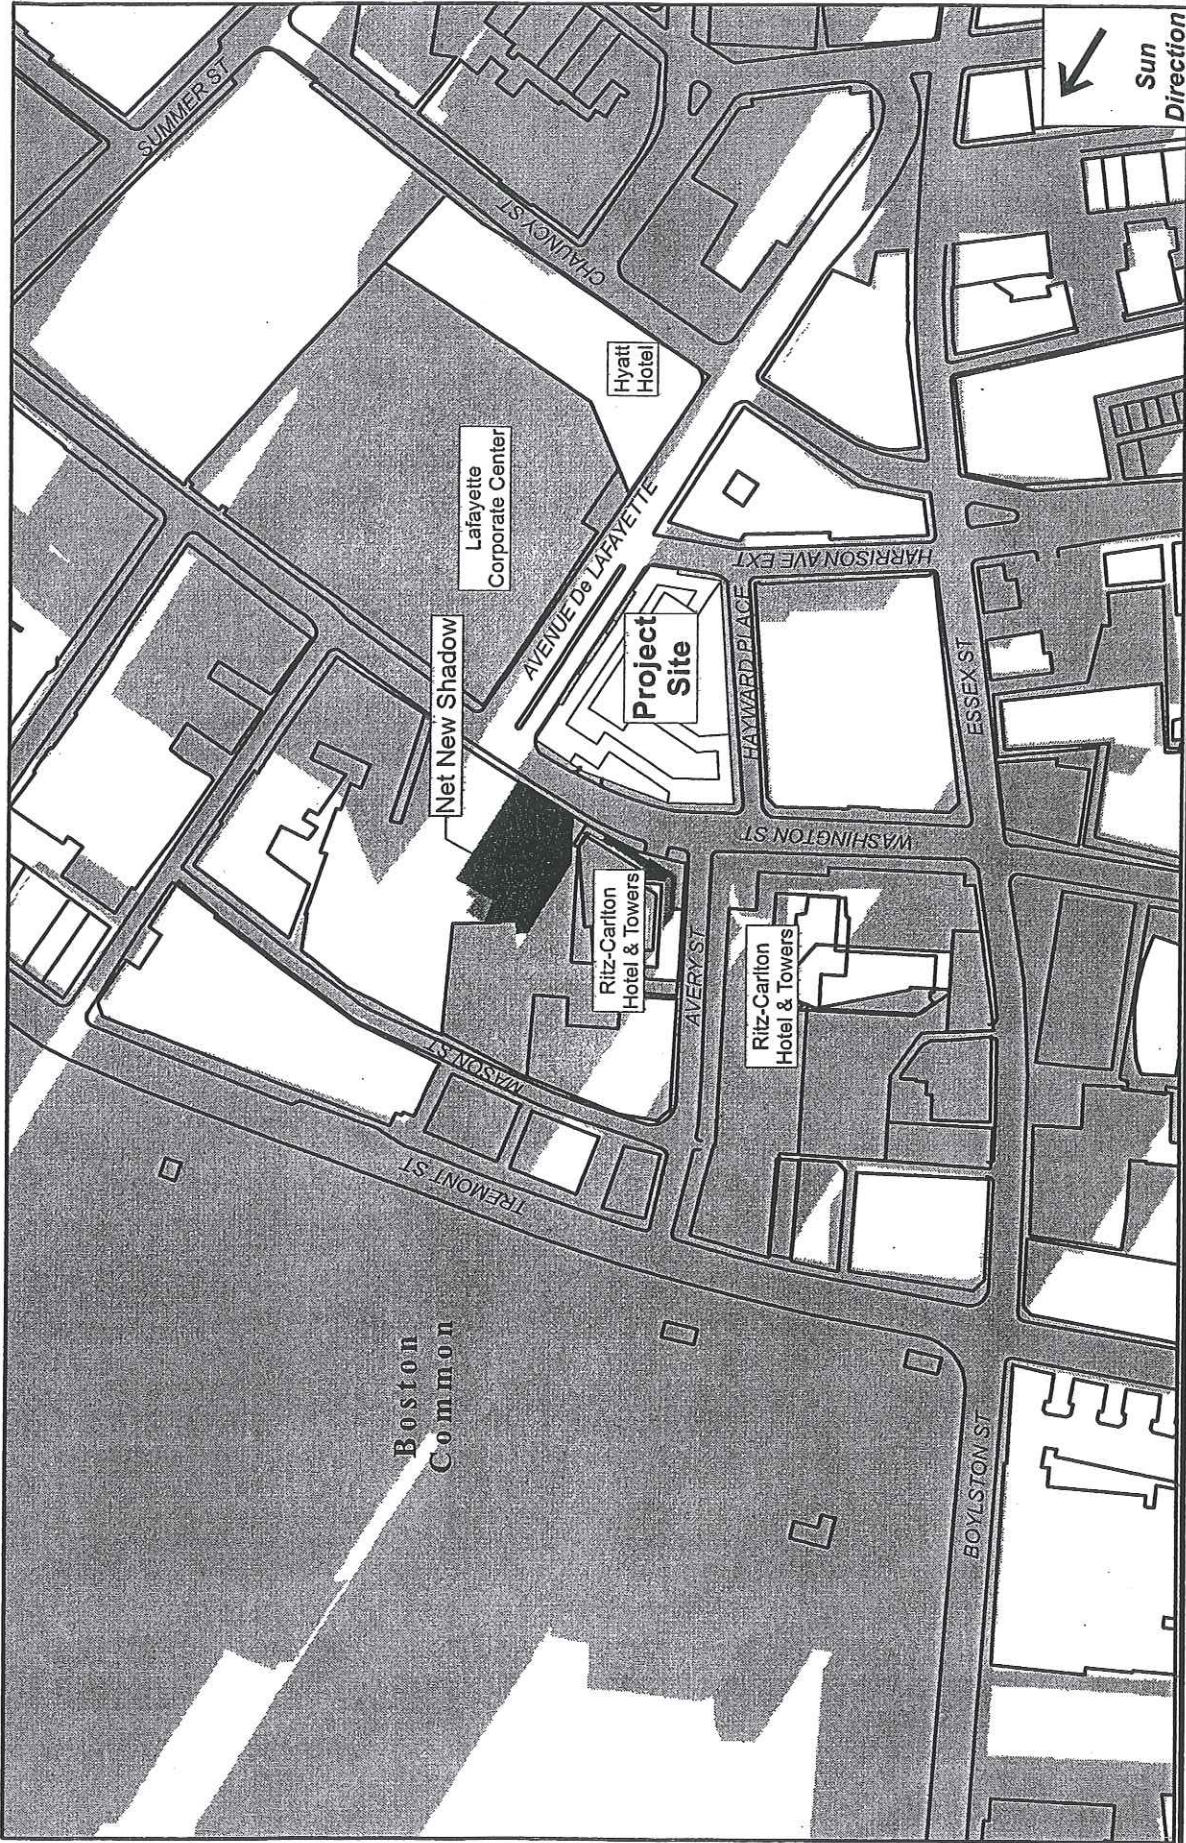 SUMMER ST
CHAUNCY ST
Hyatt
Hotel
Lafayette
Corporate Center
AVENUE De LAFAYETTE
Net New Shadow
Project
Site
HARRISON AVE EXT
HAYWARD PLACE
ESSEX ST
WASHINGTON ST
Ritz-Carlton
Hotel & Towers
AVERY ST
Ritz-Carlton
Hotel & Towers
MASON ST
TREMONT ST
Boston
Common
BOYLSTON ST
Sun
Direction